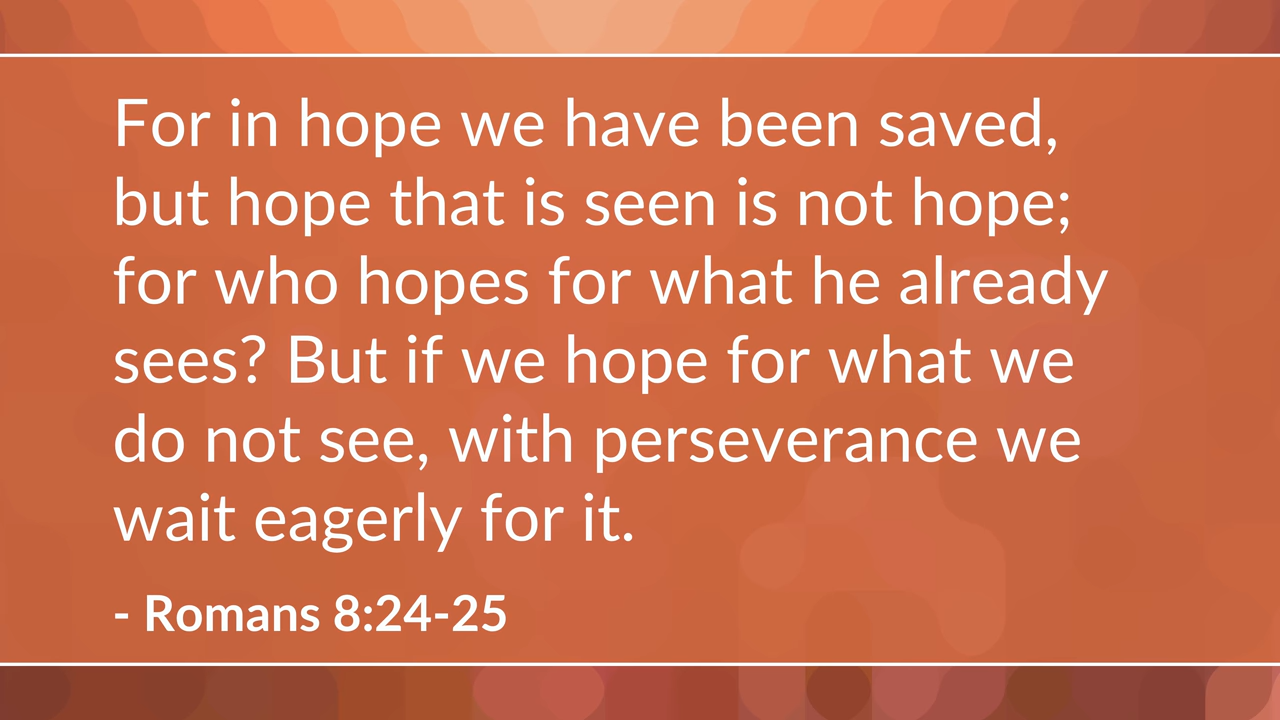 For in hope we have been saved,
but hope that is seen is not hope;
for who hopes for what he already
sees? But if we hope for what we
do not see, with perseverance we
wait eagerly for it.
- Romans 8:24-25